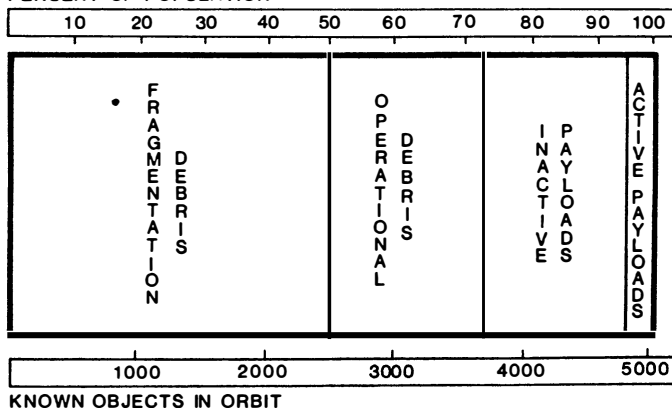 PERCENT OF POPULATION
10 20 30 40 50 60 70 80 90 100
FRAGMENTATION
DEBRIS
OPERATIONAL
DEBRIS
INACTIVE
PAYLOADS
ACTIVE PAYLOADS
1000 2000 3000 4000 5000
KNOWN OBJECTS IN ORBIT